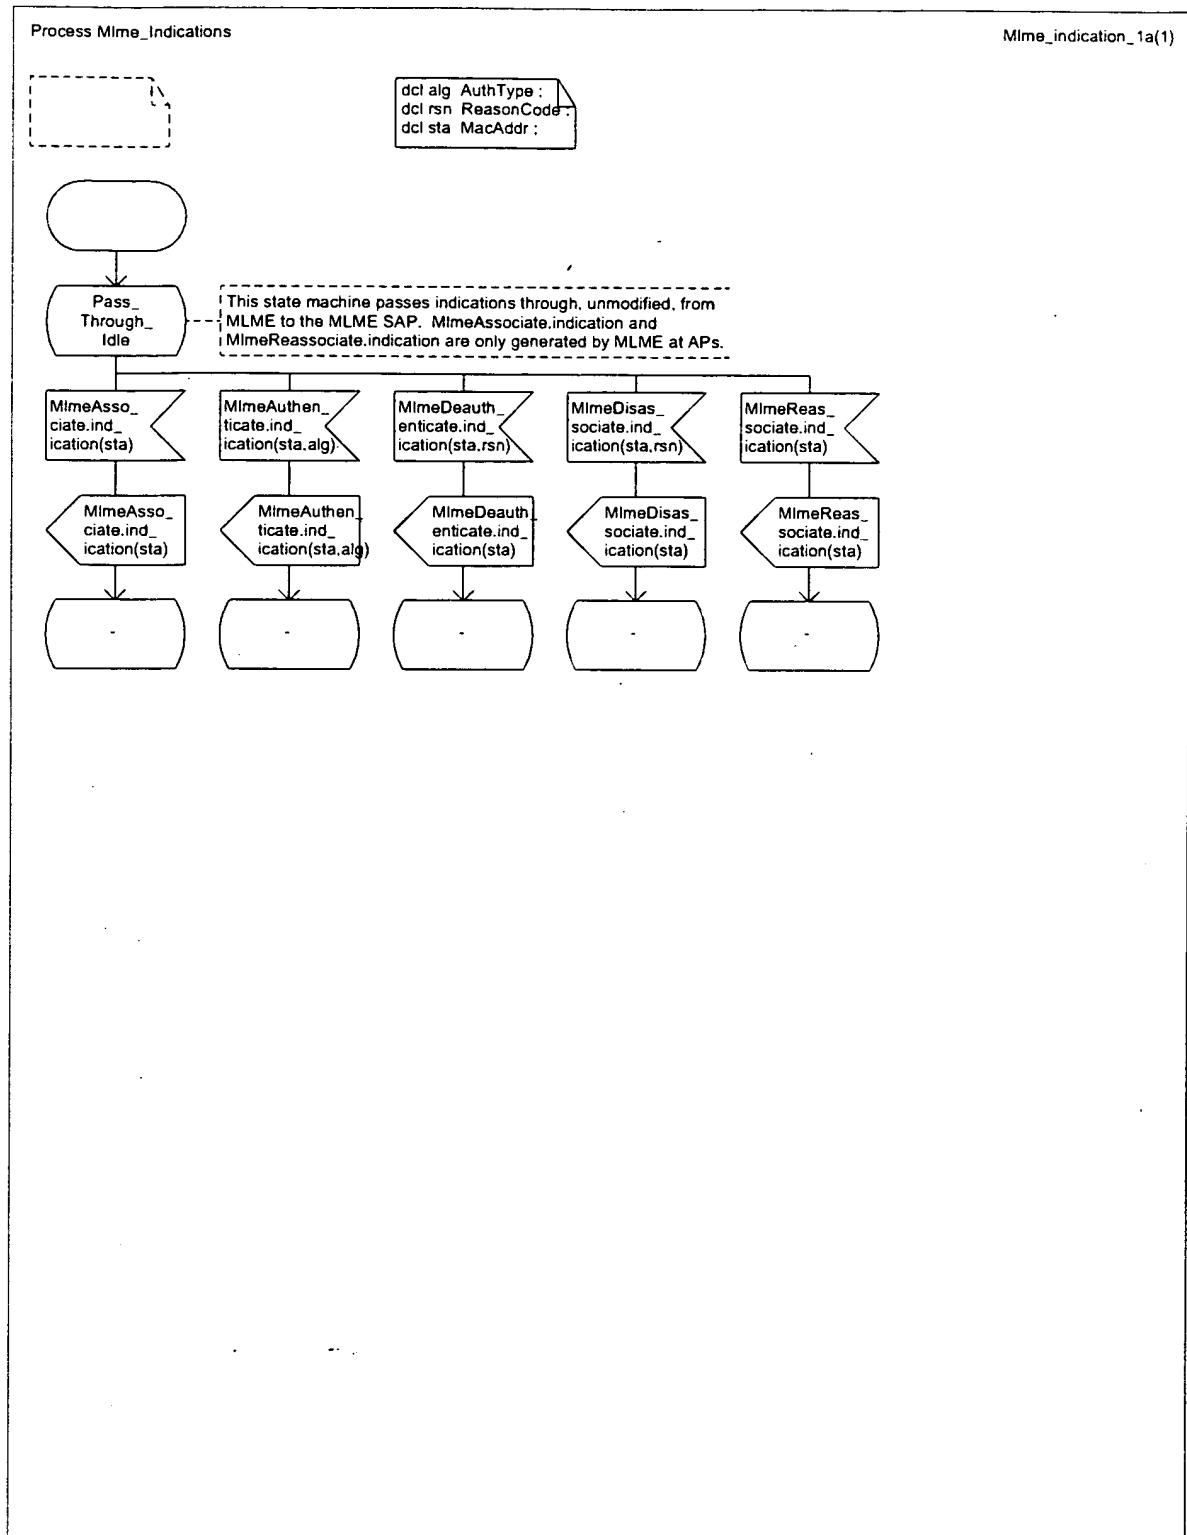 Process Mlme_Indications
Mlme_indication_1a(1)
dcl alg AuthType ;
dcl rsn ReasonCode ;
dcl sta MacAddr ;
Pass_
Through_
Idle
This state machine passes indications through, unmodified, from
MLME to the MLME SAP. MlmeAssociate.indication and
MlmeReassociate.indication are only generated by MLME at APs.
MlmeAsso_
ciate.ind_
ication(sta)
MlmeAuthen_
ticate.ind_
ication(sta,alg)
MlmeDeauth_
enticate.ind_
ication(sta,rsn)
MlmeDisas_
sociate.ind_
ication(sta,rsn)
MlmeReas_
sociate.ind_
ication(sta)
MlmeAsso_
ciate.ind_
ication(sta)
MlmeAuthen_
ticate.ind_
ication(sta,alg)
MlmeDeauth_
enticate.ind_
ication(sta)
MlmeDisas_
sociate.ind_
ication(sta)
MlmeReas_
sociate.ind_
ication(sta)
-
-
-
-
-